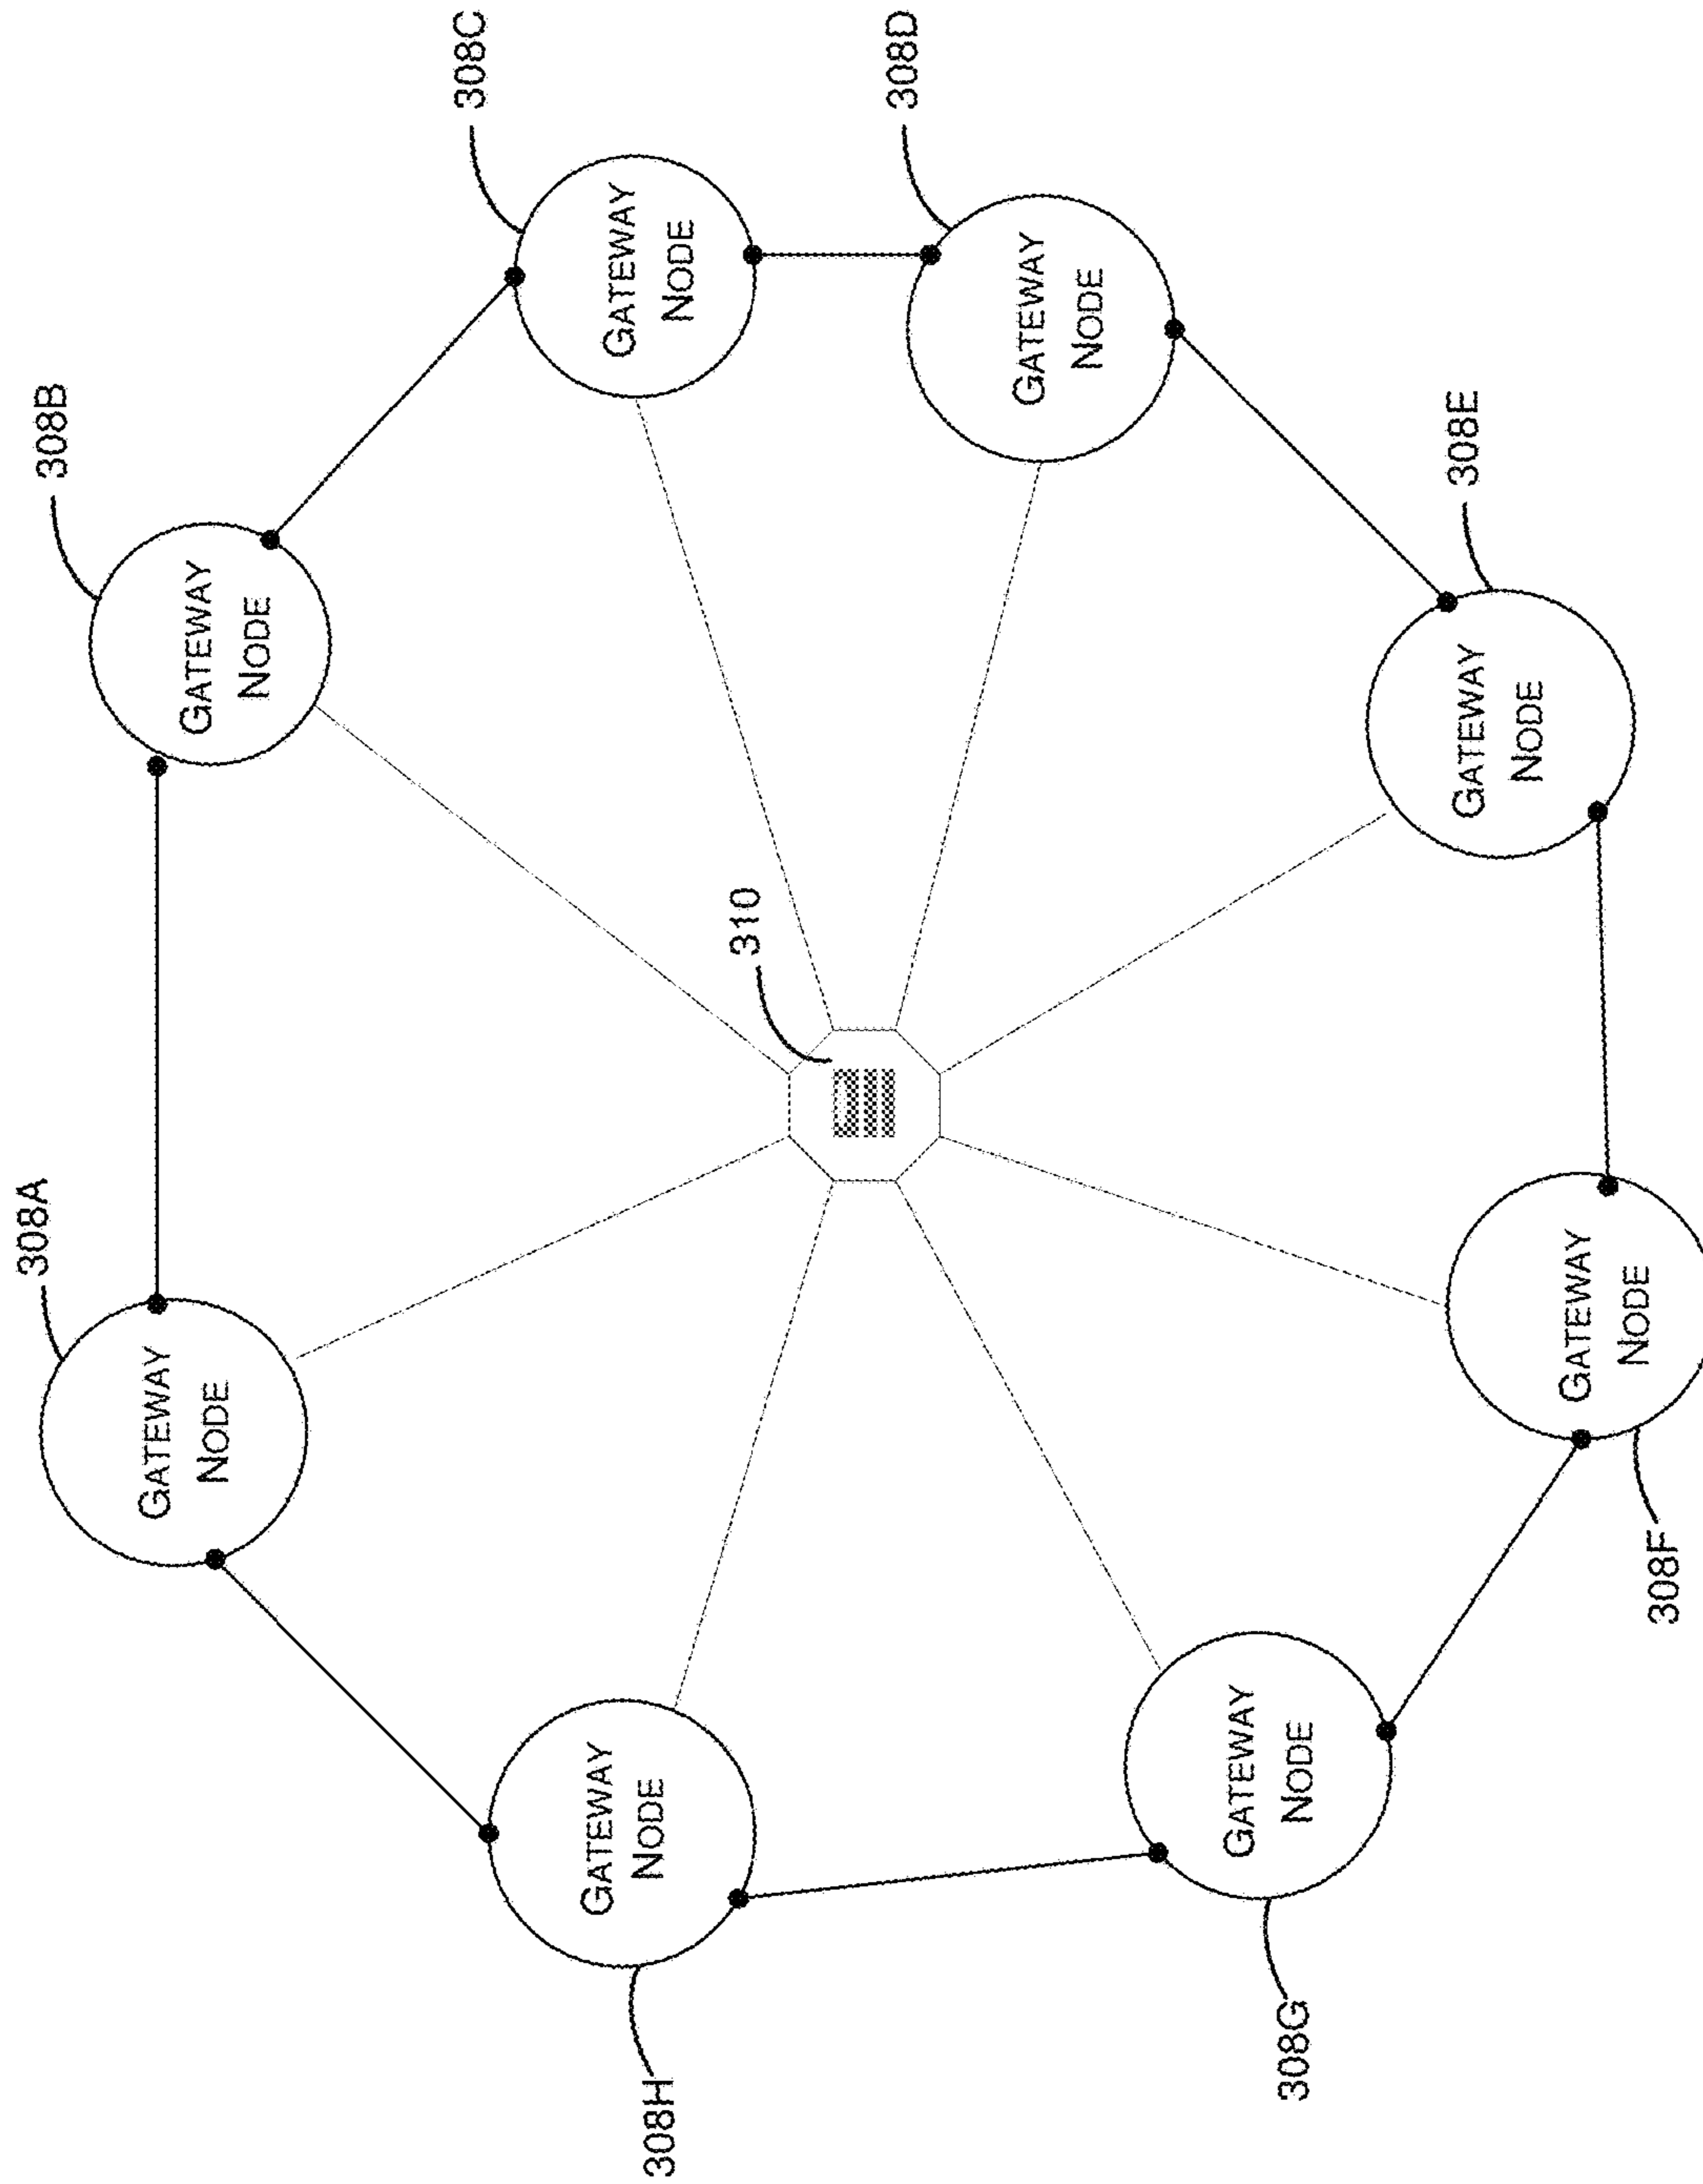 308A
GATEWAY
NODE
308B
GATEWAY
NODE
308C
GATEWAY
NODE
308D
GATEWAY
NODE
308E
GATEWAY
NODE
308F
GATEWAY
NODE
308G
GATEWAY
NODE
308H
GATEWAY
NODE
310